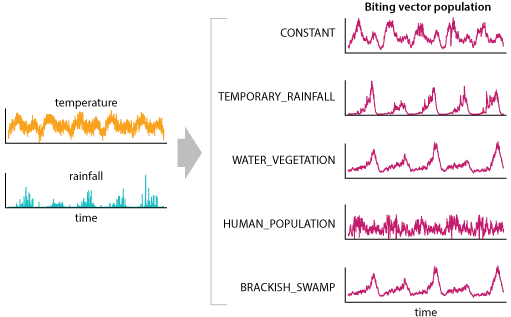 Biting vector population
CONSTANT
TEMPORARY_RAINFALL
temperature
WATER_VEGETATION
rainfall
time
HUMAN_POPULATION
BRACKISH_SWAMP
time